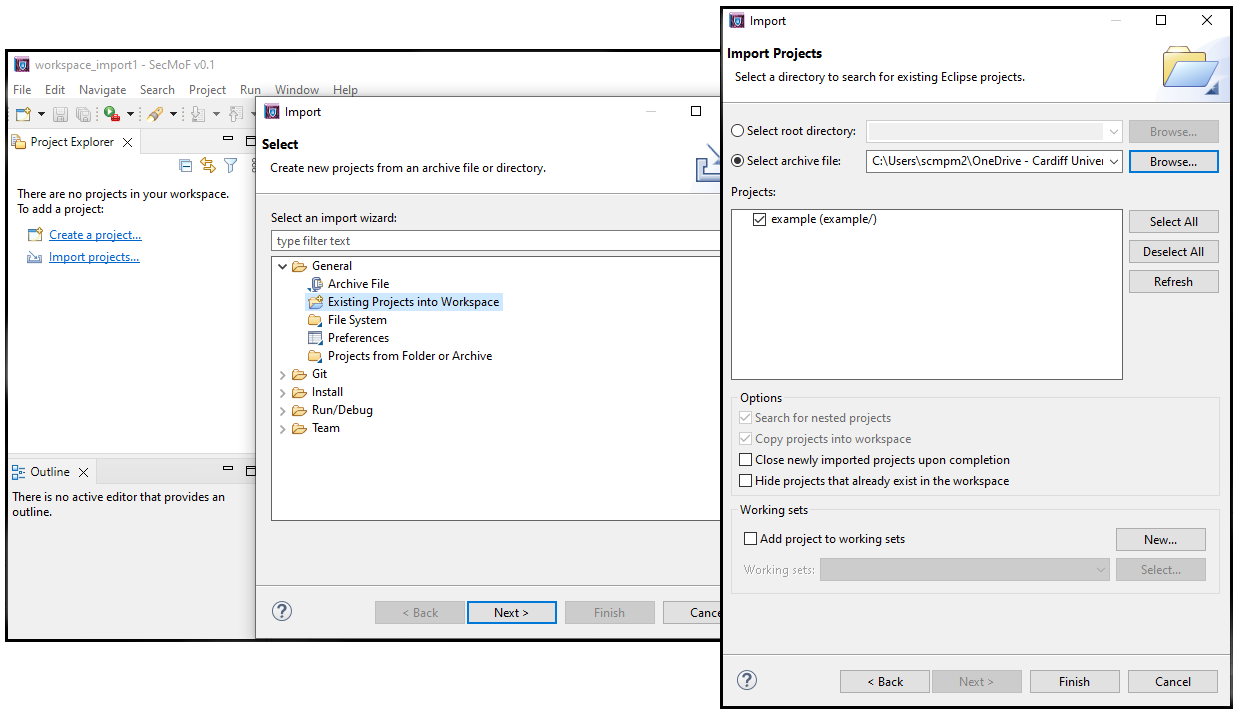 workspace_import1 - SecMoF v0.1
File Edit Navigate Search Project Run Window Help
Project Explorer
There are no projects in your workspace.
To add a project:
Create a project...
Import projects...
Outline
There is no active editor that provides an
outline.
Import
Select
Create new projects from an archive file or directory.
Select an import wizard:
type filter text
General
Archive File
Existing Projects into Workspace
File System
Preferences
Projects from Folder or Archive
Git
Install
Run/Debug
Team
< Back Next > Finish Cance
Import
Import Projects
Select a directory to search for existing Eclipse projects.
Select root directory: Browse...
Select archive file: C:\Users\scmpm2\OneDrive - Cardiff Univer Browse...
Projects:
example (example/)
Select All
Deselect All
Refresh
Options
Search for nested projects
Copy projects into workspace
Close newly imported projects upon completion
Hide projects that already exist in the workspace
Working sets
Add project to working sets New...
Working sets: Select...
< Back Next > Finish Cancel